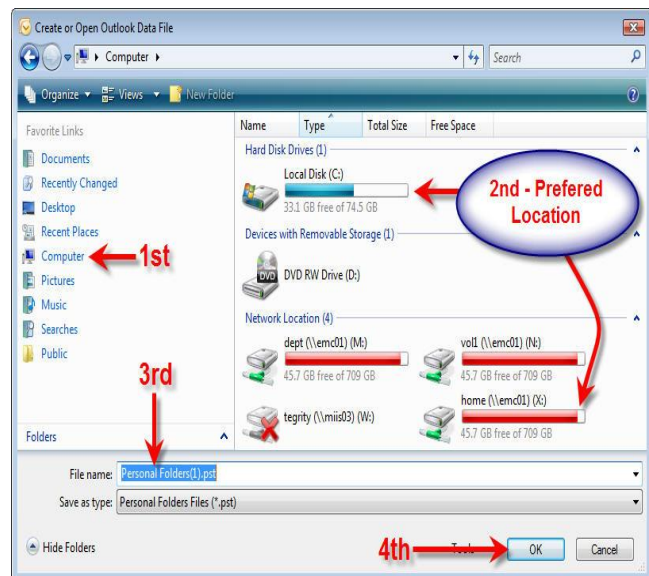 Create or Open Outlook Data File
Computer
Search
Organize
Views
New Folder
Favorite Links
Documents
Recently Changed
Desktop
Recent Places
Computer
1st
Pictures
Music
Searches
Public
3rd
Folders
Name Type Total Size Free Space
Hard Disk Drives (1)
Local Disk (C:)
33.1 GB free of 74.5 GB
2nd - Prefered
Location
Devices with Removable Storage (1)
DVD
DVD RW Drive (D:)
Network Location (4)
dept (\\emc01) (M:)
45.7 GB free of 709 GB
vol1 (\\emc01) (N:)
45.7 GB free of 709 GB
tegrity (\\miis03) (W:)
home (\\emc01) (X:)
45.7 GB free of 709 GB
File name: Personal Folders(1).pst
Save as type: Personal Folders Files (*.pst)
Hide Folders
4th
OK
Cancel